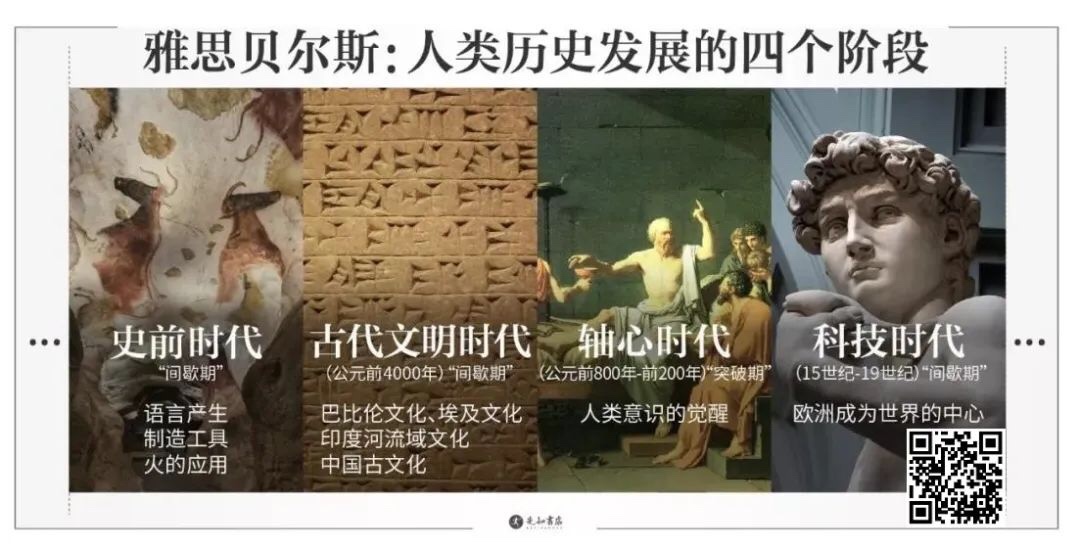 雅思贝尔斯：人类历史发展的四个阶段
史前时代
“间歇期”
语言产生
制造工具
火的应用
古代文明时代
（公元前4000年）“间歇期”
巴比伦文化、埃及文化
印度河流域文化
中国古文化
轴心时代
（公元前800年-前200年）“突破期”
人类意识的觉醒
科技时代
（15世纪-19世纪）“间歇期”
欧洲成为世界的中心
先知书店